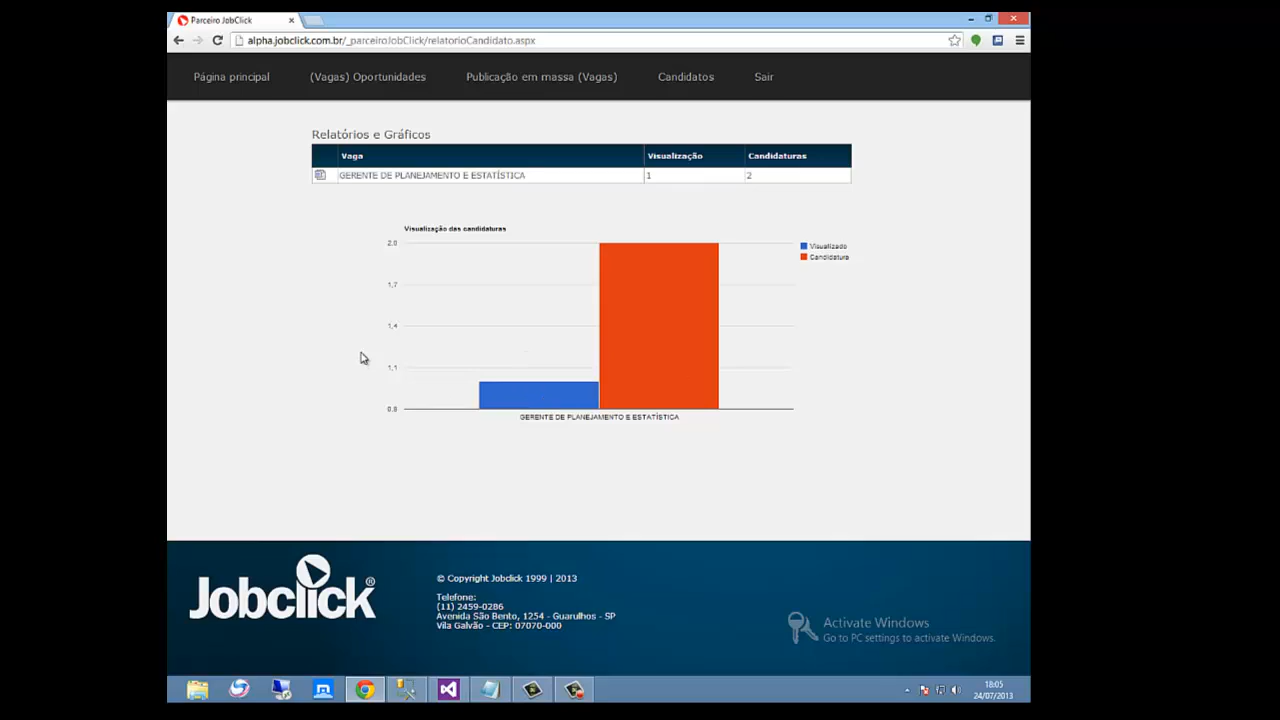 Parceiro JobClick
alpha.jobclick.com.br/_parceiroJobClick/relatorioCandidato.aspx
Página principal (Vagas) Oportunidades Publicação em massa (Vagas) Candidatos Sair
Relatórios e Gráficos
Vaga Visualização Candidaturas
GERENTE DE PLANEJAMENTO E ESTATÍSTICA 1 2
Visualização das candidaturas
2,0
1,7
1,4
1,1
0,8
Visualizado
Candidatura
GERENTE DE PLANEJAMENTO E ESTATÍSTICA
Jobclick®
© Copyright Jobclick 1999 | 2013
Telefone:
(11) 2459-0286
Avenida São Bento, 1254 - Guarulhos - SP
Vila Galvão - CEP: 07070-000
Activate Windows
Go to PC settings to activate Windows.
18:05
24/07/2013